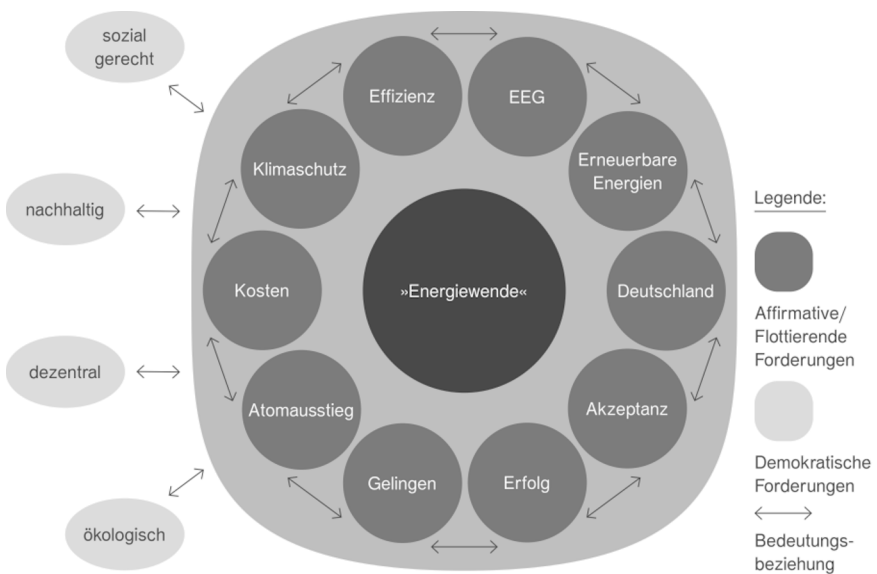 sozial
gerecht
nachhaltig
dezentral
ökologisch
Effizienz
EEG
Klimaschutz
Erneuerbare
Energien
Kosten
»Energiewende«
Deutschland
Atomausstieg
Akzeptanz
Gelingen
Erfolg
Legende:
Affirmative/
Flottierende
Forderungen
Demokratische
Forderungen
Bedeutungs-
beziehung